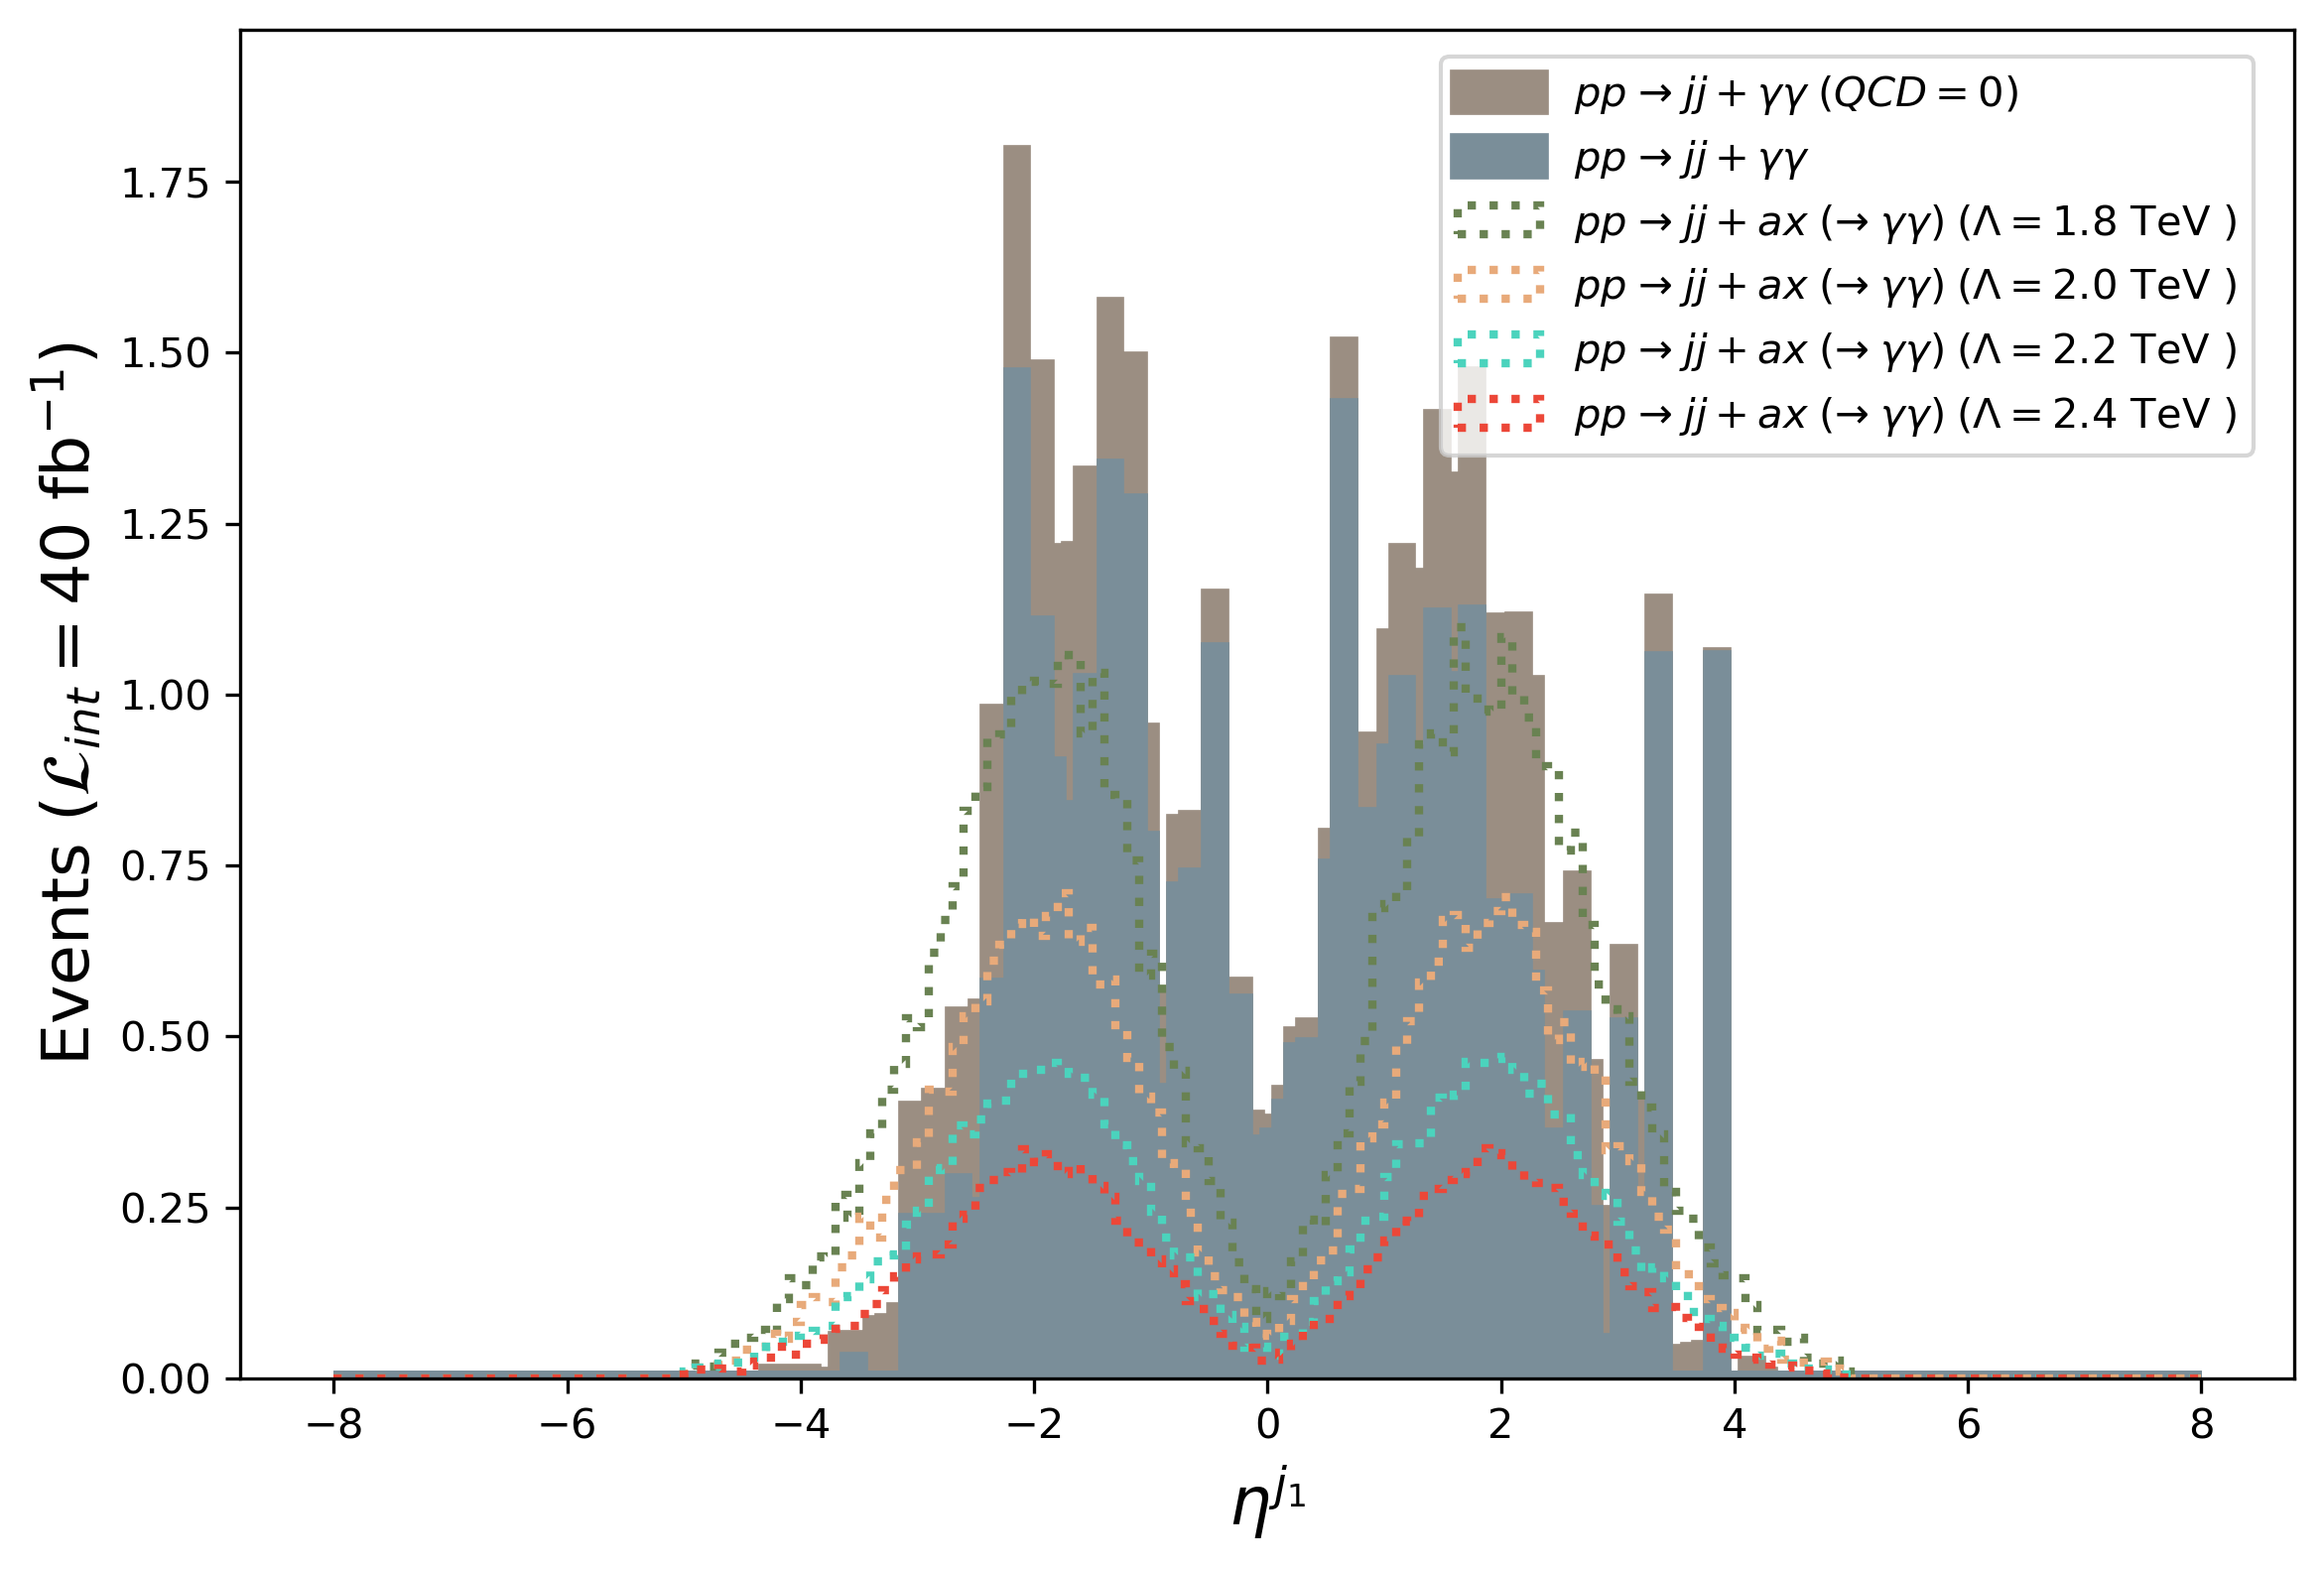 pp → jj + γγ (QCD = 0)
pp → jj + γγ
pp → jj + ax (→ γγ) (Λ = 1.8 TeV )
pp → jj + ax (→ γγ) (Λ = 2.0 TeV )
pp → jj + ax (→ γγ) (Λ = 2.2 TeV )
pp → jj + ax (→ γγ) (Λ = 2.4 TeV )
Events (ℒ_{int} = 40 fb⁻¹)
1.75
1.50
1.25
1.00
0.75
0.50
0.25
0.00
−8 −6 −4 −2 0 2 4 6 8
η^{j₁}